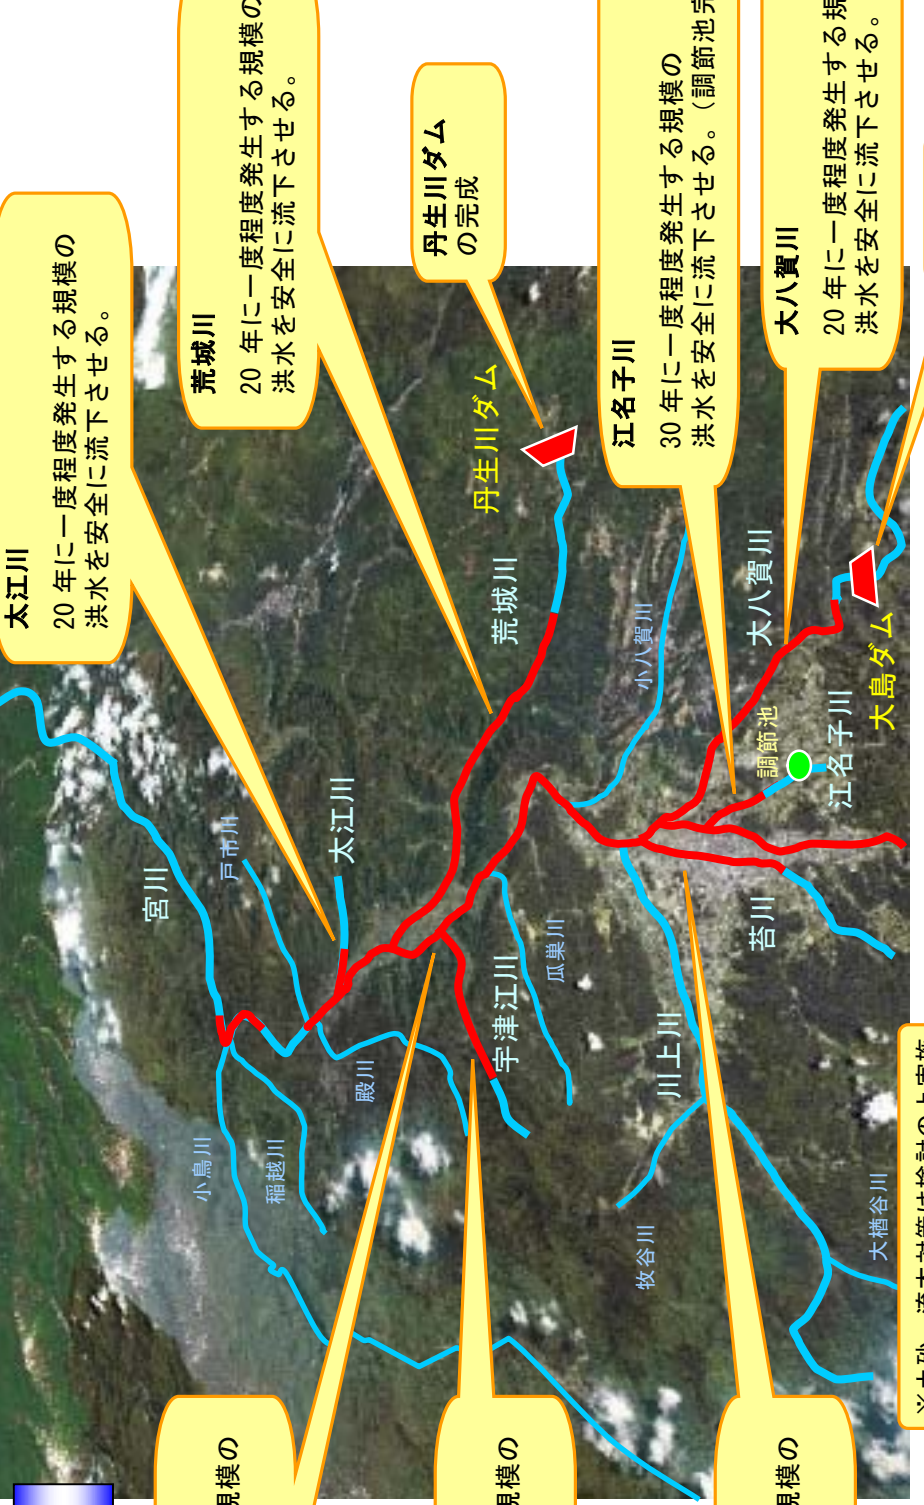 太江川
20 年に一度程度発生する規模の
洪水を安全に流下させる。
荒城川
20 年に一度程度発生する規模の
洪水を安全に流下させる。
丹生川ダム
の完成
江名子川
30 年に一度程度発生する規模の
洪水を安全に流下させる。（調節池完
大八賀川
20 年に一度程度発生する規
洪水を安全に流下させる。
宮川
戸市川
太江川
丹生川ダム
荒城川
小八賀川
大八賀川
調節池
江名子川
大島ダム
苔川
瓜巣川
宇津江川
川上川
殿川
稲越川
小鳥川
牧谷川
大楢谷川
規模の
規模の
規模の